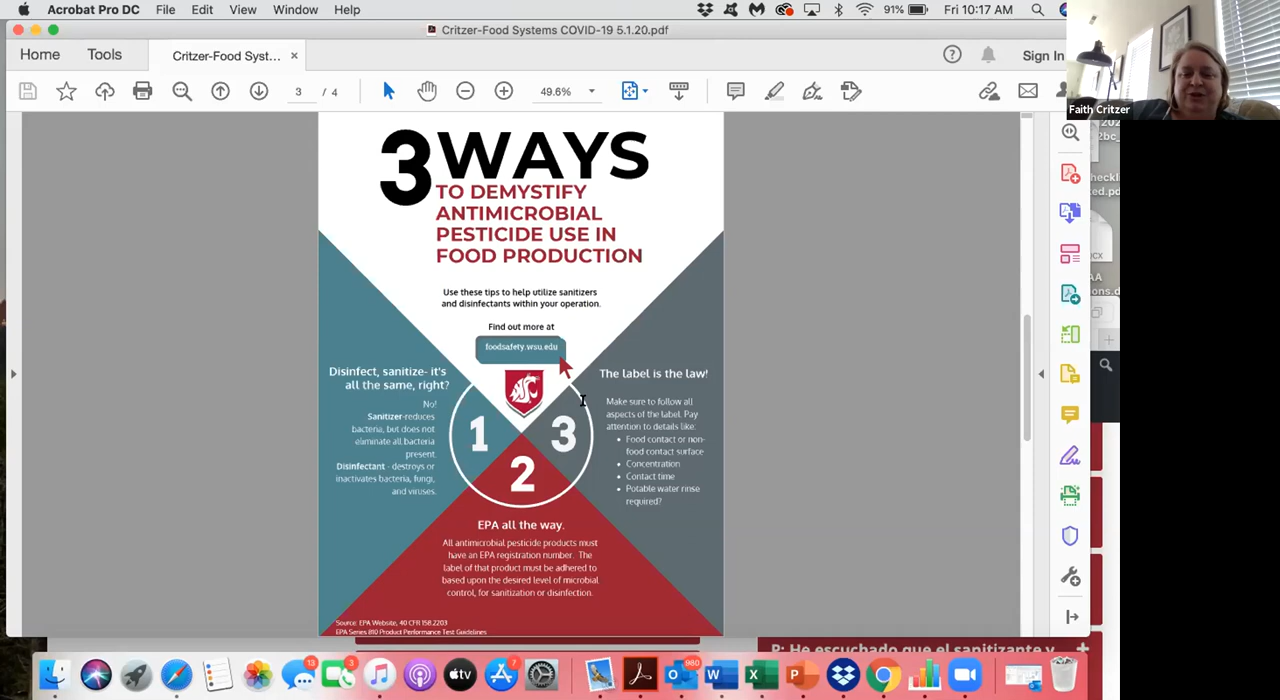 Acrobat Pro DC File Edit View Window Help 91% Fri 10:17 AM
Critzer-Food Systems COVID-19 5.1.20.pdf
Home Tools Critzer-Food Syst... × Sign In
Faith Critzer
3 / 4 49.6%
3 WAYS
TO DEMYSTIFY
ANTIMICROBIAL
PESTICIDE USE IN
FOOD PRODUCTION
Use these tips to help utilize sanitizers
and disinfectants within your operation.
Find out more at
foodsafety.wsu.edu
Disinfect, sanitize- it's
all the same, right?
No!
Sanitizer-reduces
bacteria, but does not
eliminate all bacteria
present.
Disinfectant - destroys or
inactivates bacteria, fungi,
and viruses.
1
2
3
The label is the law!
Make sure to follow all
aspects of the label. Pay
attention to details like:
• Food contact or non-
food contact surface
• Concentration
• Contact time
• Potable water rinse
required?
EPA all the way.
All antimicrobial pesticide products must
have an EPA registration number. The
label of that product must be adhered to
based upon the desired level of microbial
control, for sanitization or disinfection.
Source: EPA Website, 40 CFR 158.2203
EPA Series 810 Product Performance Test Guidelines
P: He escuchado que el sanitizante y
13 3 tv 7 980 W X P